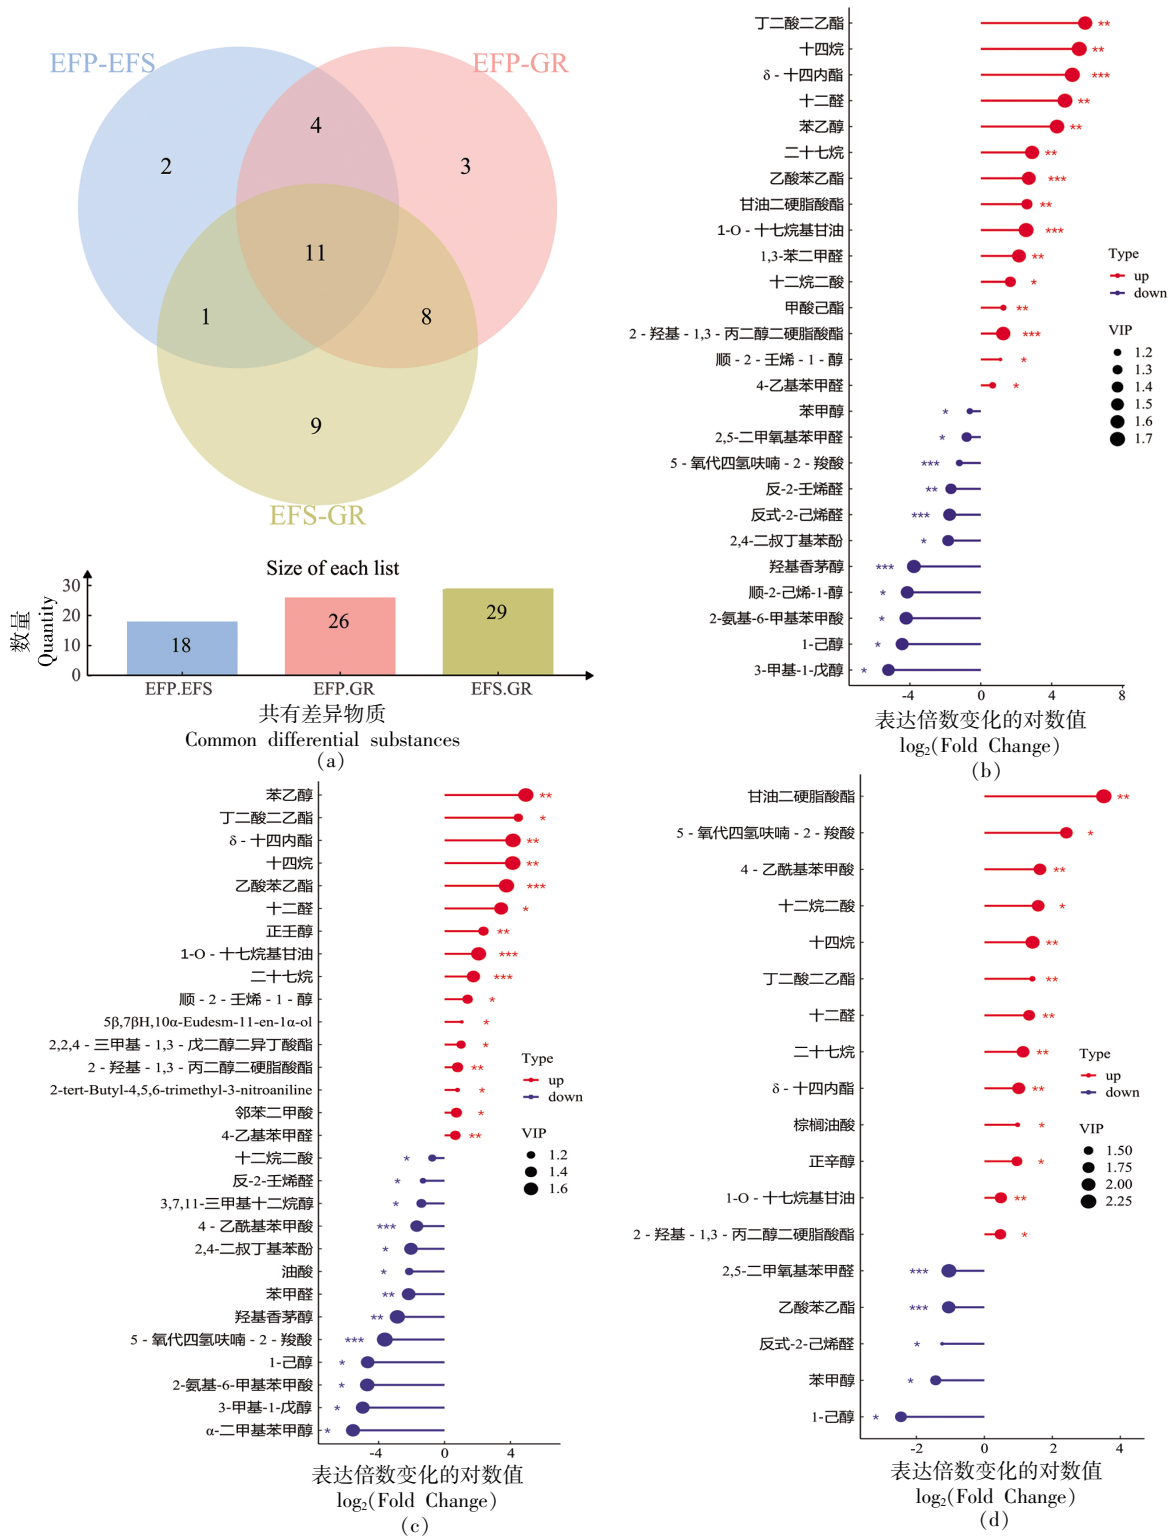 EFP-EFS
EFP-GR
4
2
3
11
1
8
9
EFS-GR
Size of each list
数量
Quantity
30
20
10
0
18
26
29
EFP.EFS
EFP.GR
EFS.GR
共有差异物质
Common differential substances
(a)
丁二酸二乙酯 **
十四烷 **
δ - 十四内酯 ***
十二醛 **
苯乙醇 **
二十七烷 **
乙酸苯乙酯 ***
甘油二硬脂酸酯 **
1-O - 十七烷基甘油 ***
1,3-苯二甲醛 **
十二烷二酸 *
甲酸己酯 **
2 - 羟基 - 1,3 - 丙二醇二硬脂酸酯 ***
顺 - 2 - 壬烯 - 1 - 醇 *
4-乙基苯甲醛 *
苯甲醇 *
2,5-二甲氧基苯甲醛 *
5 - 氧代四氢呋喃 - 2 - 羧酸 ***
反-2-壬烯醛 **
反式-2-己烯醛 ***
2,4-二叔丁基苯酚 *
羟基香茅醇 ***
顺-2-己烯-1-醇 *
2-氨基-6-甲基苯甲酸 *
1-己醇 *
3-甲基-1-戊醇 *
-4 0 4 8
表达倍数变化的对数值
log₂(Fold Change)
(b)
Type
up
down
VIP
1.2
1.3
1.4
1.5
1.6
1.7
苯乙醇 **
丁二酸二乙酯 *
δ - 十四内酯 **
十四烷 **
乙酸苯乙酯 ***
十二醛 *
正壬醇 **
1-O - 十七烷基甘油 ***
二十七烷 ***
顺 - 2 - 壬烯 - 1 - 醇 *
5β,7βH,10α-Eudesm-11-en-1α-ol *
2,2,4 - 三甲基 - 1,3 - 戊二醇二异丁酸酯 *
2 - 羟基 - 1,3 - 丙二醇二硬脂酸酯 **
2-tert-Butyl-4,5,6-trimethyl-3-nitroaniline *
邻苯二甲酸 *
4-乙基苯甲醛 **
十二烷二酸 *
反-2-壬烯醛 *
3,7,11-三甲基十二烷醇 *
4 - 乙酰基苯甲酸 ***
2,4-二叔丁基苯酚 *
油酸 *
苯甲醛 **
羟基香茅醇 **
5 - 氧代四氢呋喃 - 2 - 羧酸 ***
1-己醇 *
2-氨基-6-甲基苯甲酸 *
3-甲基-1-戊醇 *
α-二甲基苯甲醇 *
-4 0 4
表达倍数变化的对数值
log₂(Fold Change)
(c)
Type
up
down
VIP
1.2
1.4
1.6
甘油二硬脂酸酯 **
5 - 氧代四氢呋喃 - 2 - 羧酸 *
4 - 乙酰基苯甲酸 **
十二烷二酸 *
十四烷 **
丁二酸二乙酯 **
十二醛 **
二十七烷 **
δ - 十四内酯 **
棕榈油酸 *
正辛醇 *
1-O - 十七烷基甘油 **
2 - 羟基 - 1,3 - 丙二醇二硬脂酸酯 *
2,5-二甲氧基苯甲醛 ***
乙酸苯乙酯 ***
反式-2-己烯醛 *
苯甲醇 *
1-己醇 *
-2 0 2 4
表达倍数变化的对数值
log₂(Fold Change)
(d)
Type
up
down
VIP
1.50
1.75
2.00
2.25